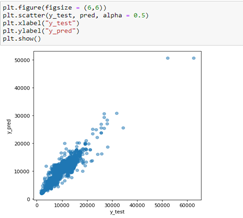 plt.figure(figsize = (6,6))
plt.scatter(y_test, pred, alpha = 0.5)
plt.xlabel("y_test")
plt.ylabel("y_pred")
plt.show()
50000
40000
30000
20000
10000
0
y_pred
0 10000 20000 30000 40000 50000 60000
y_test